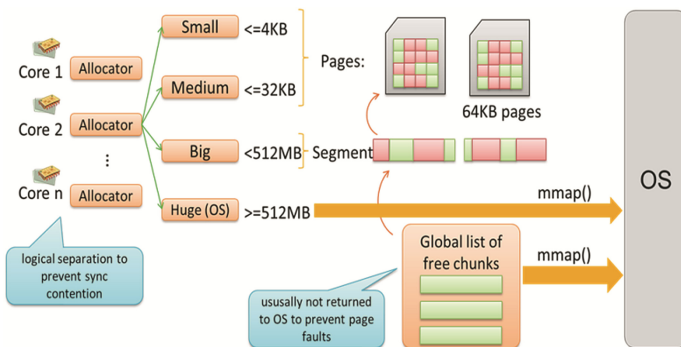 Core 1
Allocator
Core 2
Allocator
⋮
Core n
Allocator
logical separation to
prevent sync
contention
Small <=4KB
Medium <=32KB
Big <512MB
Huge (OS) >=512MB
Pages:
64KB pages
Segment
mmap()
Global list of
free chunks
mmap()
ususally not returned
to OS to prevent page
faults
OS